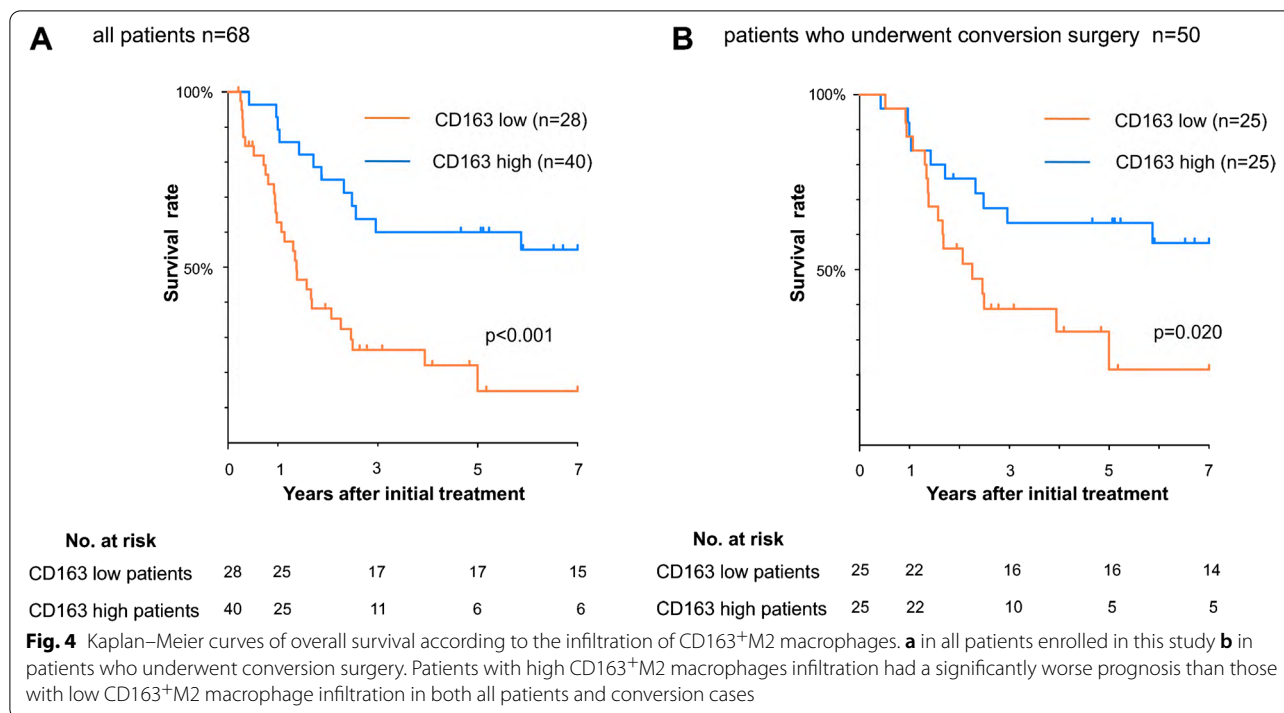 A all patients n=68
B patients who underwent conversion surgery n=50
100%
50%
Survival rate
CD163 low (n=28)
CD163 high (n=40)
p<0.001
0 1 3 5 7
Years after initial treatment
100%
50%
Survival rate
CD163 low (n=25)
CD163 high (n=25)
p=0.020
0 1 3 5 7
Years after initial treatment
No. at risk
CD163 low patients 28 25 17 17 15
CD163 high patients 40 25 11 6 6
No. at risk
CD163 low patients 25 22 16 16 14
CD163 high patients 25 22 10 5 5
Fig. 4 Kaplan–Meier curves of overall survival according to the infiltration of CD163+M2 macrophages. a in all patients enrolled in this study b in
patients who underwent conversion surgery. Patients with high CD163+M2 macrophages infiltration had a significantly worse prognosis than those
with low CD163+M2 macrophage infiltration in both all patients and conversion cases